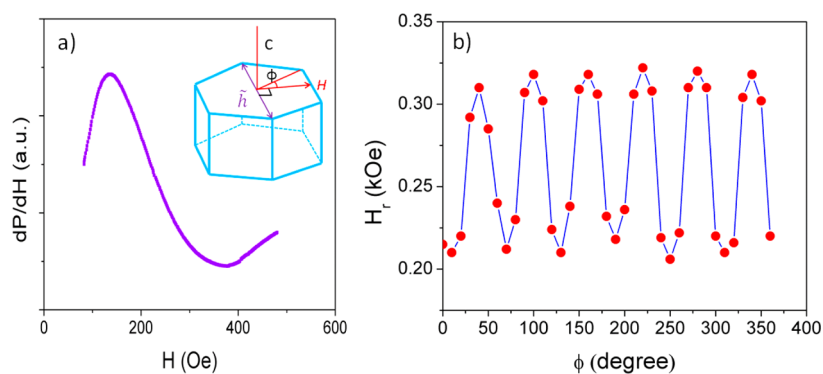 a)
c
ϕ
H
h̃
dP/dH (a.u.)
0
200
400
600
H (Oe)
b)
0.35
0.30
0.25
0.20
Hr (kOe)
0
50
100
150
200
250
300
350
400
ϕ (degree)